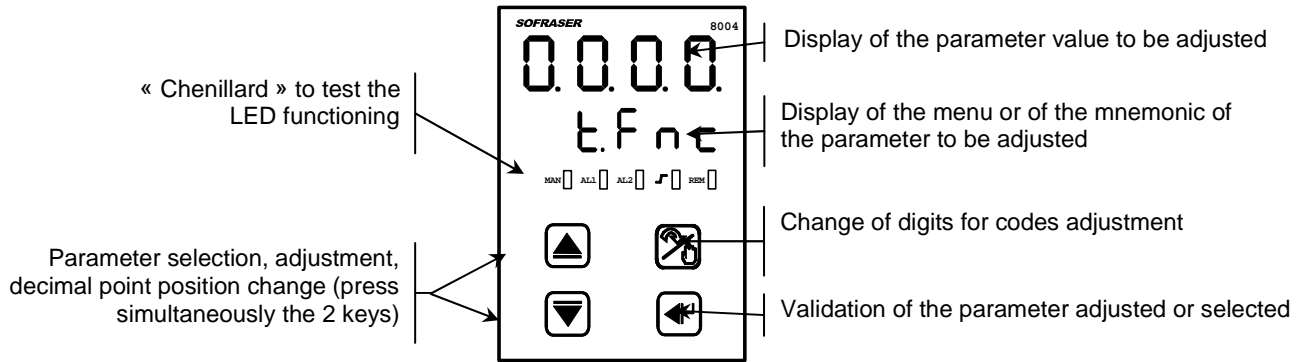 SOFRASER 8004
0.0.0.0.
t.Fnc
MAN AL1 AL2 REM
« Chenillard » to test the
LED functioning
Parameter selection, adjustment,
decimal point position change (press
simultaneously the 2 keys)
Display of the parameter value to be adjusted
Display of the menu or of the mnemonic of
the parameter to be adjusted
Change of digits for codes adjustment
Validation of the parameter adjusted or selected